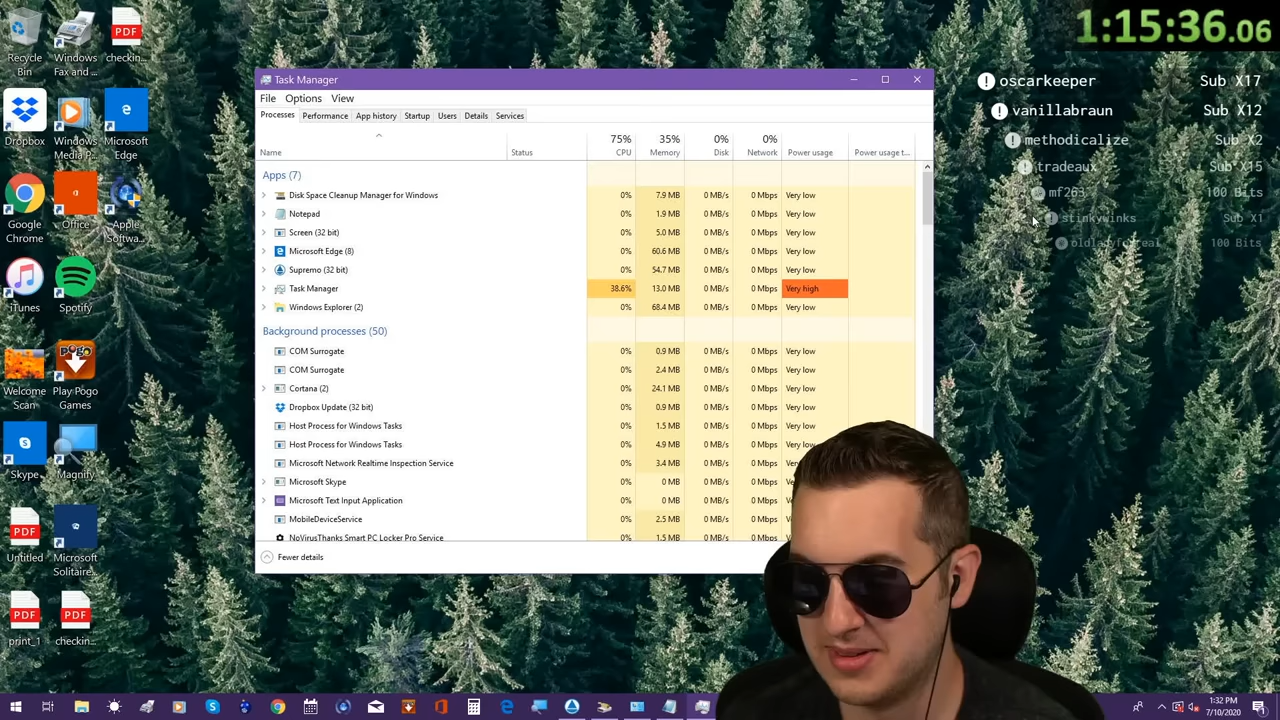 1:15:36.06
oscarkeeper Sub X17
vanillabraun Sub X12
methodicalize Sub X2
tradeaux Sub X15
mf263 100 Bits
stinkywinks Sub X1
100 Bits
Recycle Bin
Windows Fax and ...
checkin...
Dropbox
Windows Media P...
Microsoft Edge
Google Chrome
Office
Apple Softwa...
iTunes
Spotify
Welcome Scan
Play Pogo Games
Skype
Magnify
Untitled
Microsoft Solitaire...
print_1
checkin...
PDF
PDF
PDF
PDF
pogo
Task Manager
File Options View
Processes Performance App history Startup Users Details Services
75% 35% 0% 0%
Name Status CPU Memory Disk Network Power usage Power usage t...
Apps (7)
Disk Space Cleanup Manager for Windows 0% 7.9 MB 0 MB/s 0 Mbps Very low
Notepad 0% 1.9 MB 0 MB/s 0 Mbps Very low
Screen (32 bit) 0% 5.0 MB 0 MB/s 0 Mbps Very low
Microsoft Edge (8) 0% 60.6 MB 0 MB/s 0 Mbps Very low
Supremo (32 bit) 0% 54.7 MB 0 MB/s 0 Mbps Very low
Task Manager 38.6% 13.0 MB 0 MB/s 0 Mbps Very high
Windows Explorer (2) 0% 68.4 MB 0 MB/s 0 Mbps Very low
Background processes (50)
COM Surrogate 0% 0.9 MB 0 MB/s 0 Mbps Very low
COM Surrogate 0% 2.4 MB 0 MB/s 0 Mbps Very low
Cortana (2) 0% 24.1 MB 0 MB/s 0 Mbps Very low
Dropbox Update (32 bit) 0% 0.9 MB 0 MB/s 0 Mbps Very low
Host Process for Windows Tasks 0% 1.5 MB 0 MB/s 0 Mbps Very low
Host Process for Windows Tasks 0% 4.9 MB 0 MB/s 0 Mbps Very
Microsoft Network Realtime Inspection Service 0% 3.4 MB 0 MB/s 0 Mbps
Microsoft Skype 0% 0 MB 0 MB/s 0 Mbps
Microsoft Text Input Application 0% 0 MB 0 MB/s 0 Mbps
MobileDeviceService 0% 2.5 MB 0 MB/s 0 Mbps
NoVirusThanks Smart PC Locker Pro Service 0% 1.5 MB 0 MB/s 0 Mbps
Fewer details
1:32 PM
7/10/2020